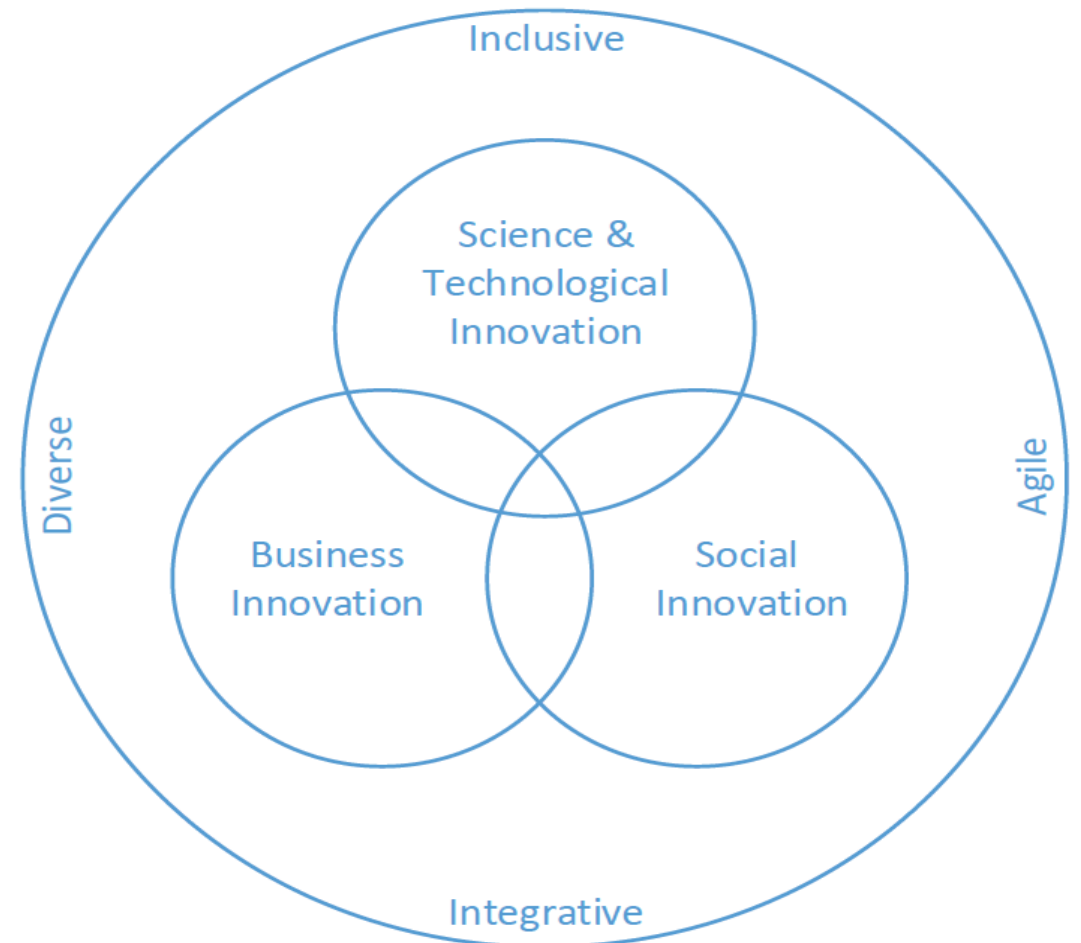 Inclusive
Science &
Technological
Innovation
Diverse
Agile
Business
Innovation
Social
Innovation
Integrative